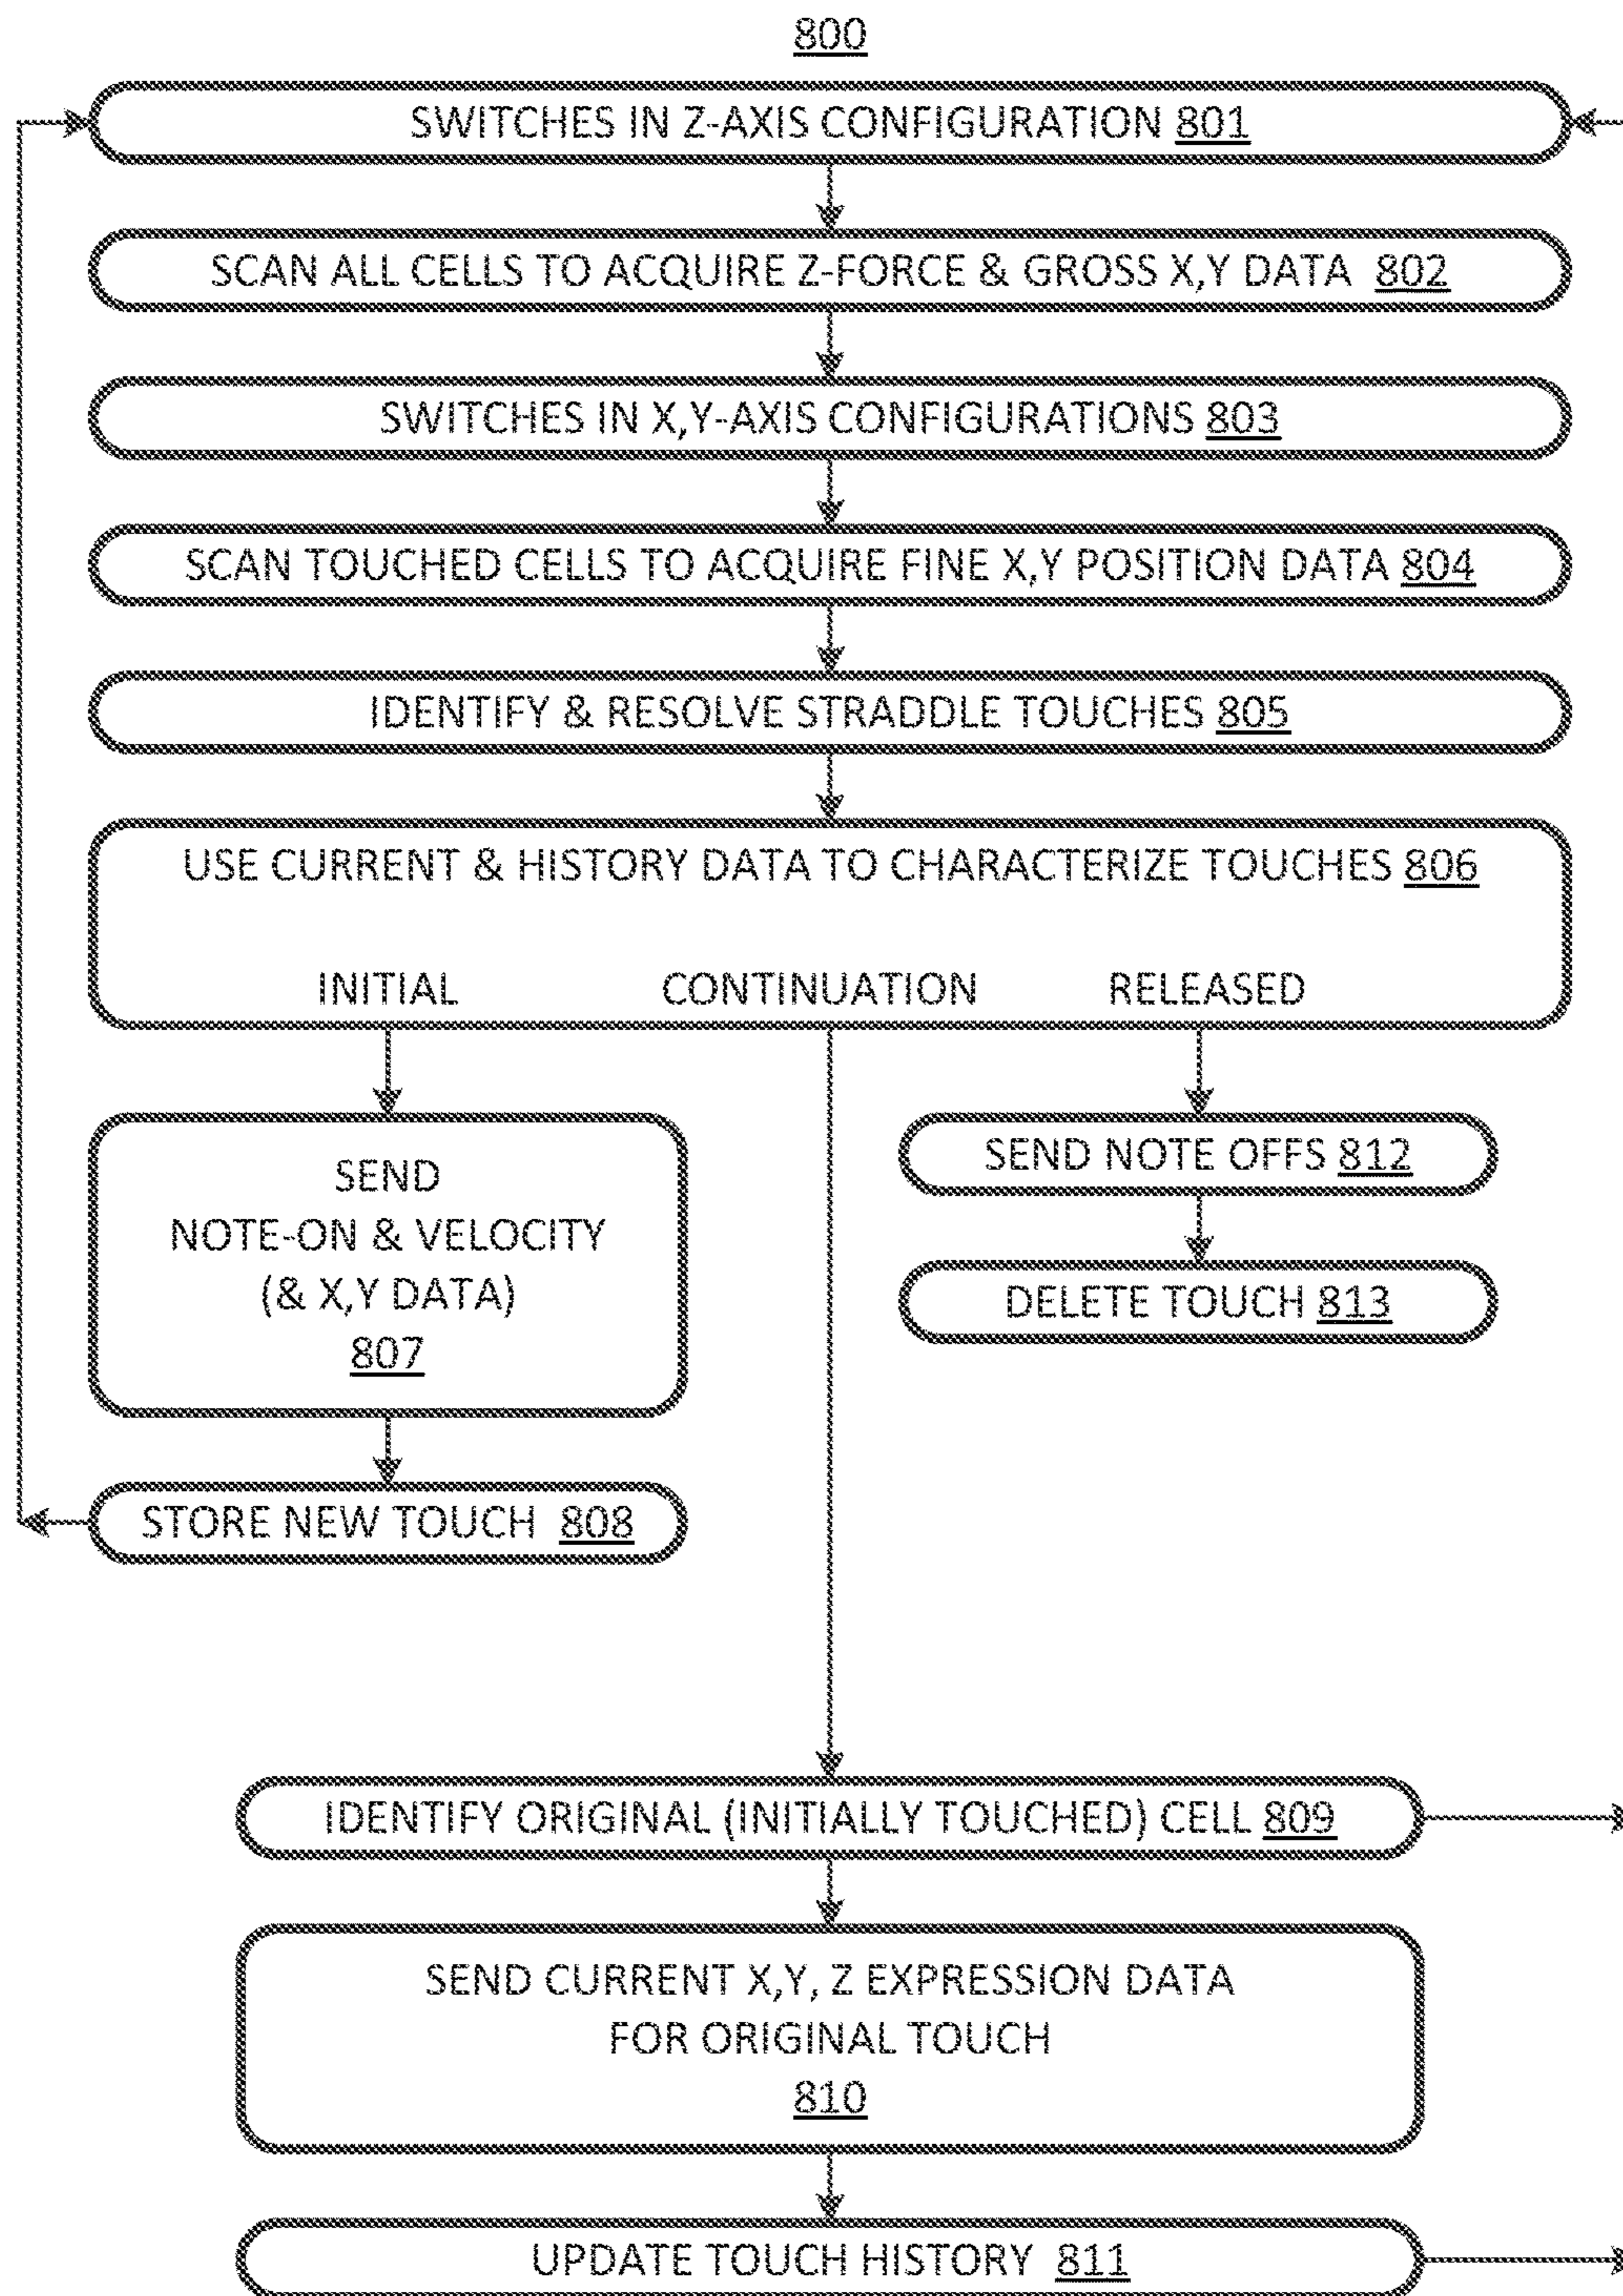 800
SWITCHES IN Z-AXIS CONFIGURATION 801
SCAN ALL CELLS TO ACQUIRE Z-FORCE & GROSS X,Y DATA 802
SWITCHES IN X,Y-AXIS CONFIGURATIONS 803
SCAN TOUCHED CELLS TO ACQUIRE FINE X,Y POSITION DATA 804
IDENTIFY & RESOLVE STRADDLE TOUCHES 805
USE CURRENT & HISTORY DATA TO CHARACTERIZE TOUCHES 806
INITIAL CONTINUATION RELEASED
SEND
NOTE-ON & VELOCITY
(& X,Y DATA)
807
STORE NEW TOUCH 808
SEND NOTE OFFS 812
DELETE TOUCH 813
IDENTIFY ORIGINAL (INITIALLY TOUCHED) CELL 809
SEND CURRENT X,Y, Z EXPRESSION DATA
FOR ORIGINAL TOUCH
810
UPDATE TOUCH HISTORY 811